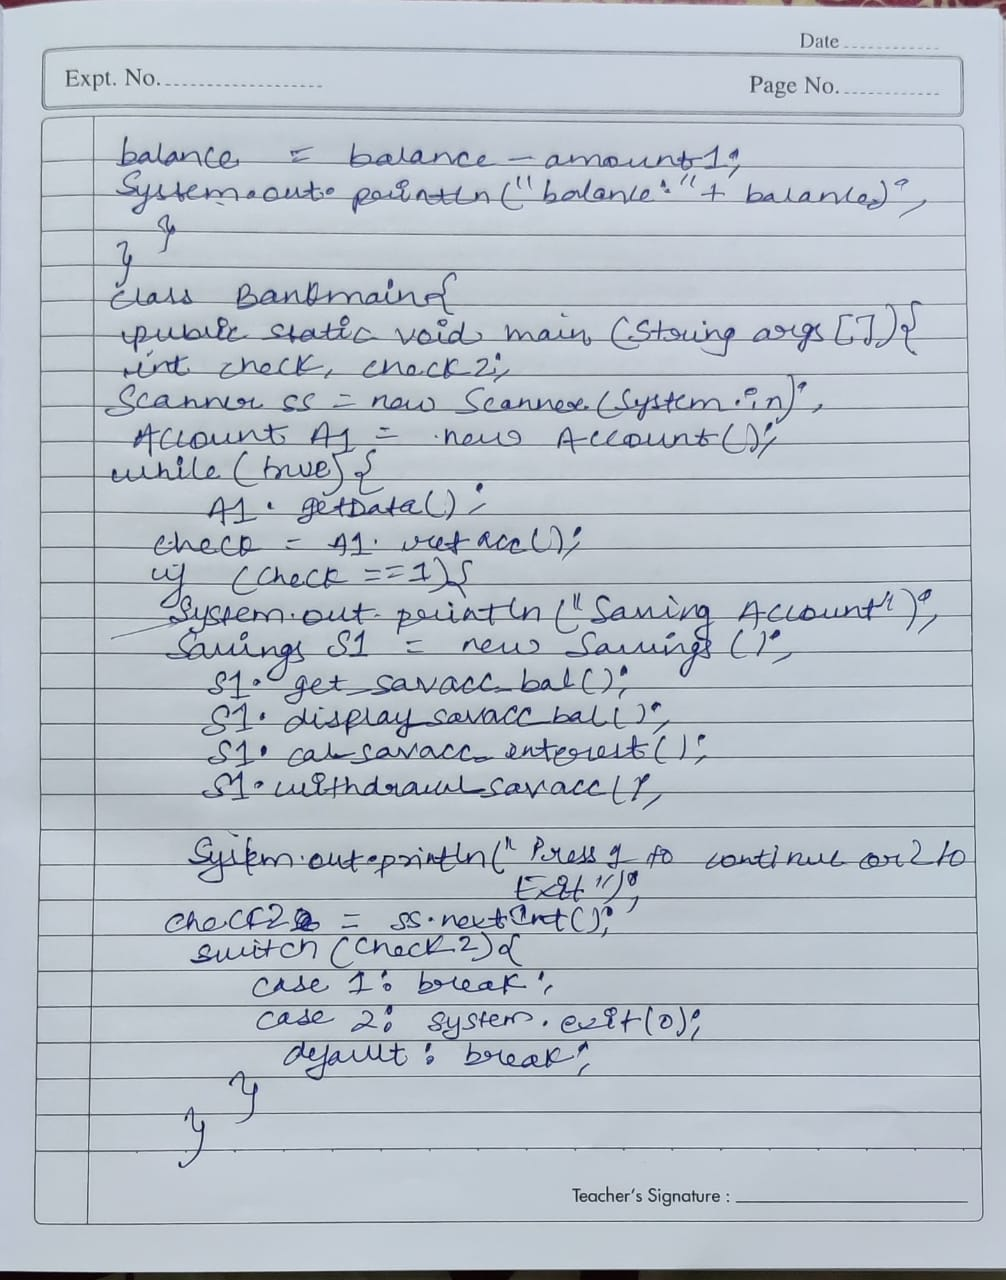 Date
Expt. No.
Page No.
balance = balance - amount1;
System.out.println("balance:"+ balance);
}
}
class Bankmain{
public static void main (String args []){
int check, check2;
Scanner ss = new Scanner(System.in);
Account A1 = new Account();
while (true) {
A1. getData();
check = A1. ret acc();
if (check ==1){
System.out.println ("Saving Account");
Savings S1 = new Savings ();
S1. get_savacc_bal();
S1. display_savacc_bal();
S1. cal_savacc_enterest();
S1. withdrawl_savacc();
System.out.println(" Press 1 to continue or 2 to
Exit");
check2 = ss.nextInt();
switch (check2){
case 1: break;
case 2: system. exit(0);
default: break;
}
}
Teacher's Signature :